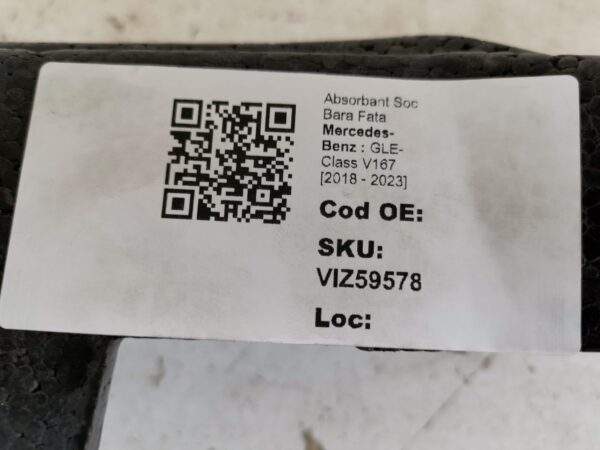 Absorbant Soc
Bara Fata
Mercedes-
Benz : GLE-
Class V167
[2018 - 2023]
Cod OE:
SKU:
VIZ59578
Loc: